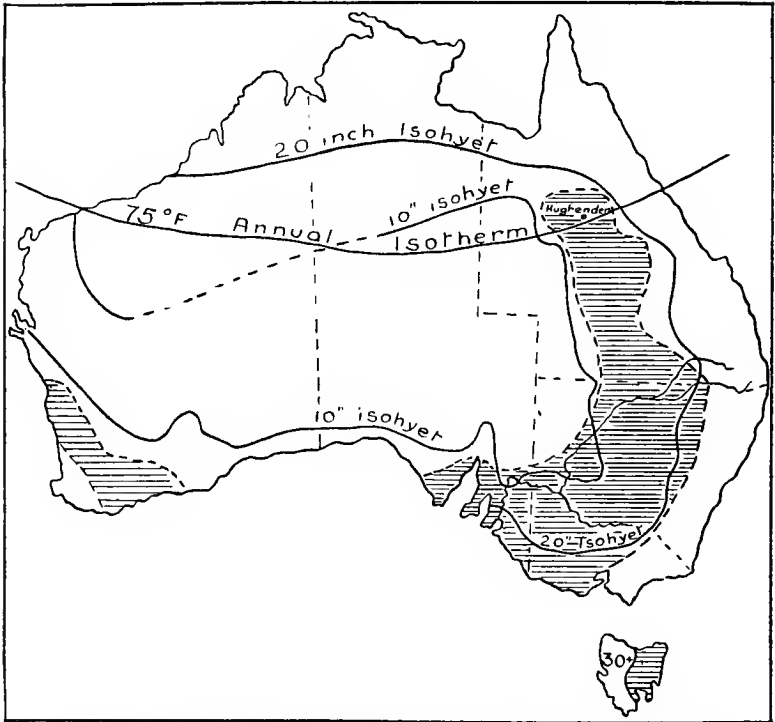 20 inch Isohyet
10" isohyet
Hughenden
75°F Annual Isotherm
10" isohyet
20" Isohyet
30+